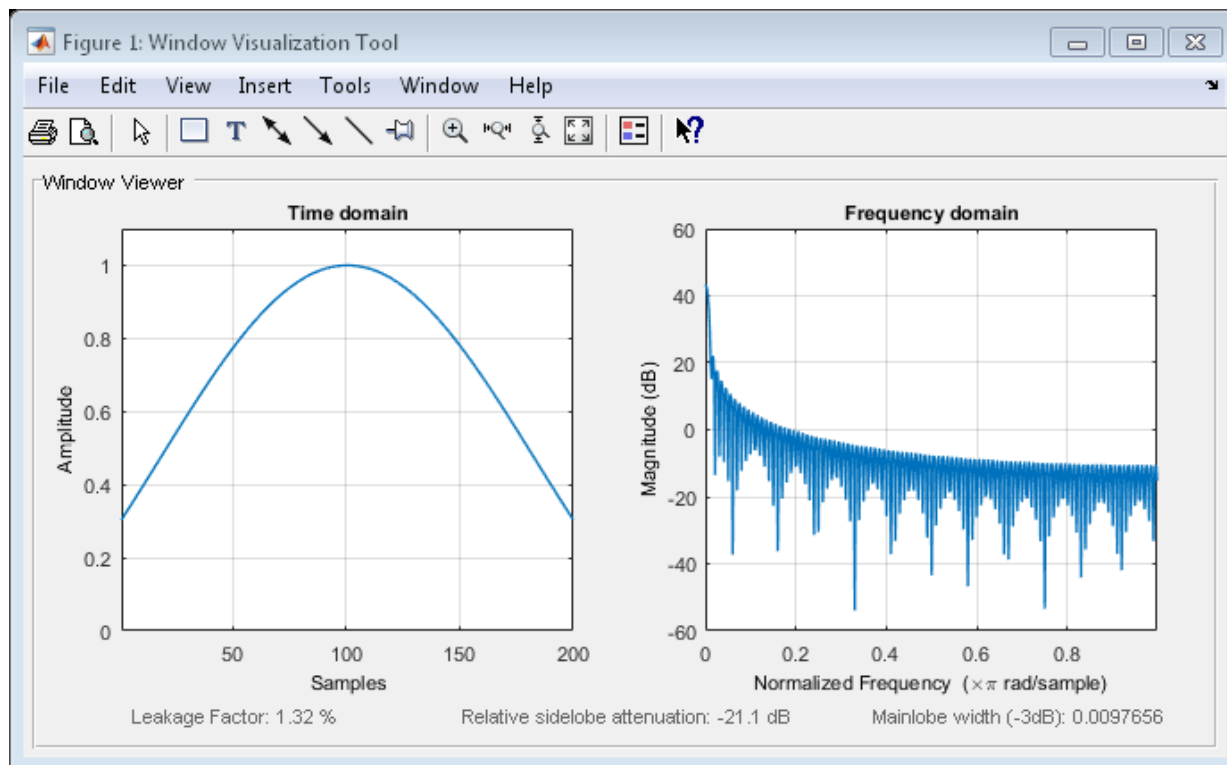 Figure 1: Window Visualization Tool
File Edit View Insert Tools Window Help
T
?
Window Viewer
Time domain
1
0.8
0.6
0.4
0.2
0
Amplitude
50 100 150 200
Samples
Frequency domain
60
40
20
0
-20
-40
-60
Magnitude (dB)
0 0.2 0.4 0.6 0.8
Normalized Frequency (×π rad/sample)
Leakage Factor: 1.32 % Relative sidelobe attenuation: -21.1 dB Mainlobe width (-3dB): 0.0097656